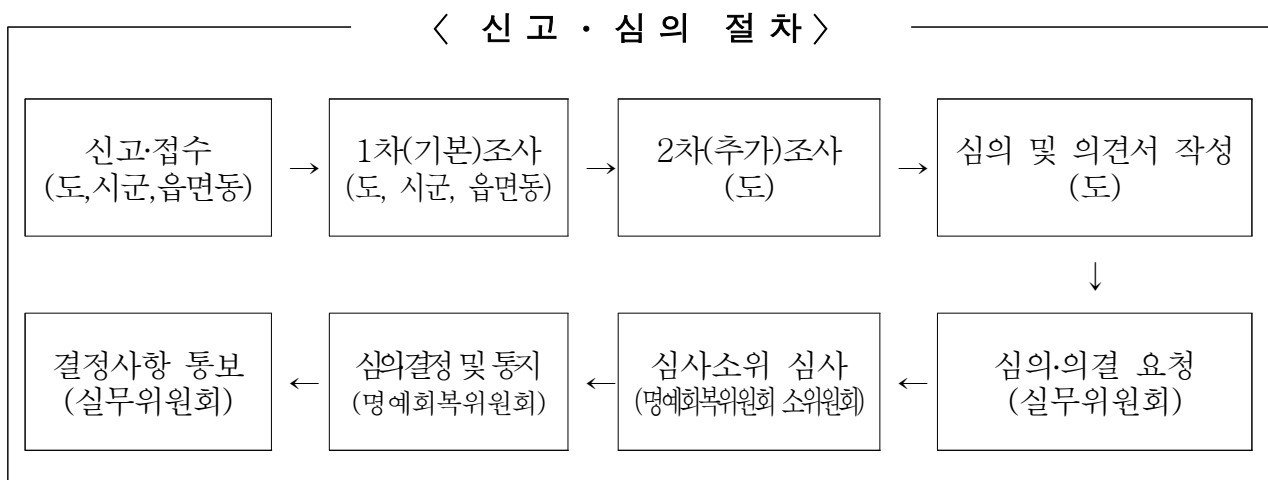 〈 신 고 · 심 의 절 차 〉
신고·접수
(도,시군,읍면동)
→
1차(기본)조사
(도, 시군, 읍면동)
→
2차(추가)조사
(도)
→
심의 및 의견서 작성
(도)
↓
심의·의결 요청
(실무위원회)
←
심사소위 심사
(명예회복위원회 소위원회)
←
심의결정 및 통지
(명예회복위원회)
←
결정사항 통보
(실무위원회)